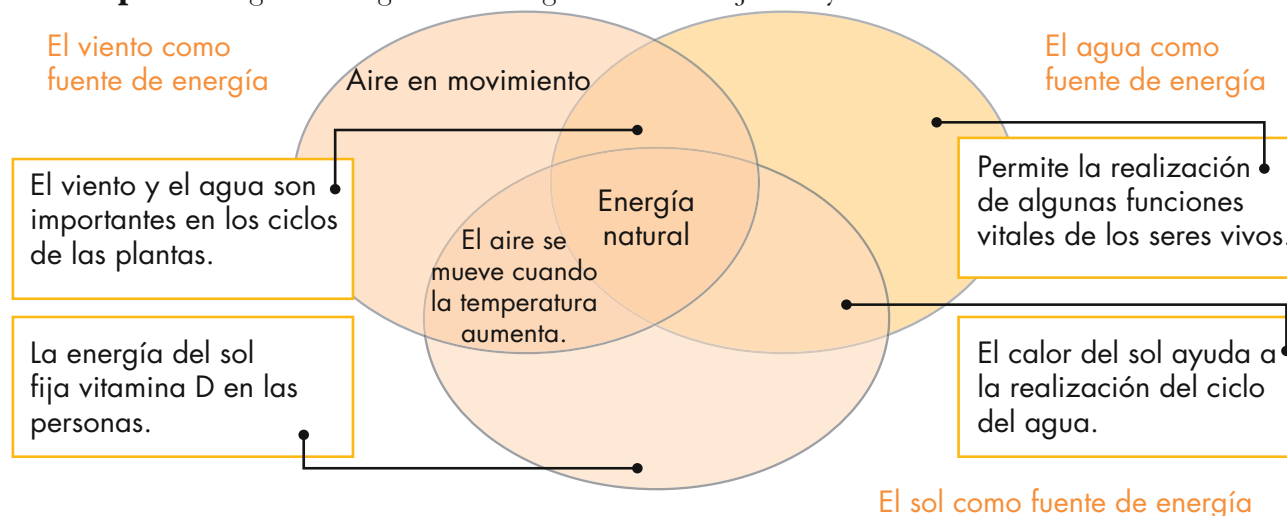 El viento como
fuente de energía
Aire en movimiento
El agua como
fuente de energía
El viento y el agua son
importantes en los ciclos
de las plantas.
Permite la realización
de algunas funciones
vitales de los seres vivos.
Energía
natural
El aire se
mueve cuando
la temperatura
aumenta.
La energía del sol
fija vitamina D en las
personas.
El calor del sol ayuda a
la realización del ciclo
del agua.
El sol como fuente de energía